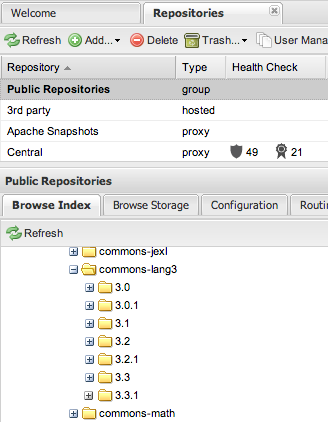 Welcome Repositories
Refresh Add... Delete Trash... User Mana
Repository Type Health Check
Public Repositories group
3rd party hosted
Apache Snapshots proxy
Central proxy 49 21
Public Repositories
Browse Index Browse Storage Configuration Routin
Refresh
commons-jexl
commons-lang3
3.0
3.0.1
3.1
3.2
3.2.1
3.3
3.3.1
commons-math